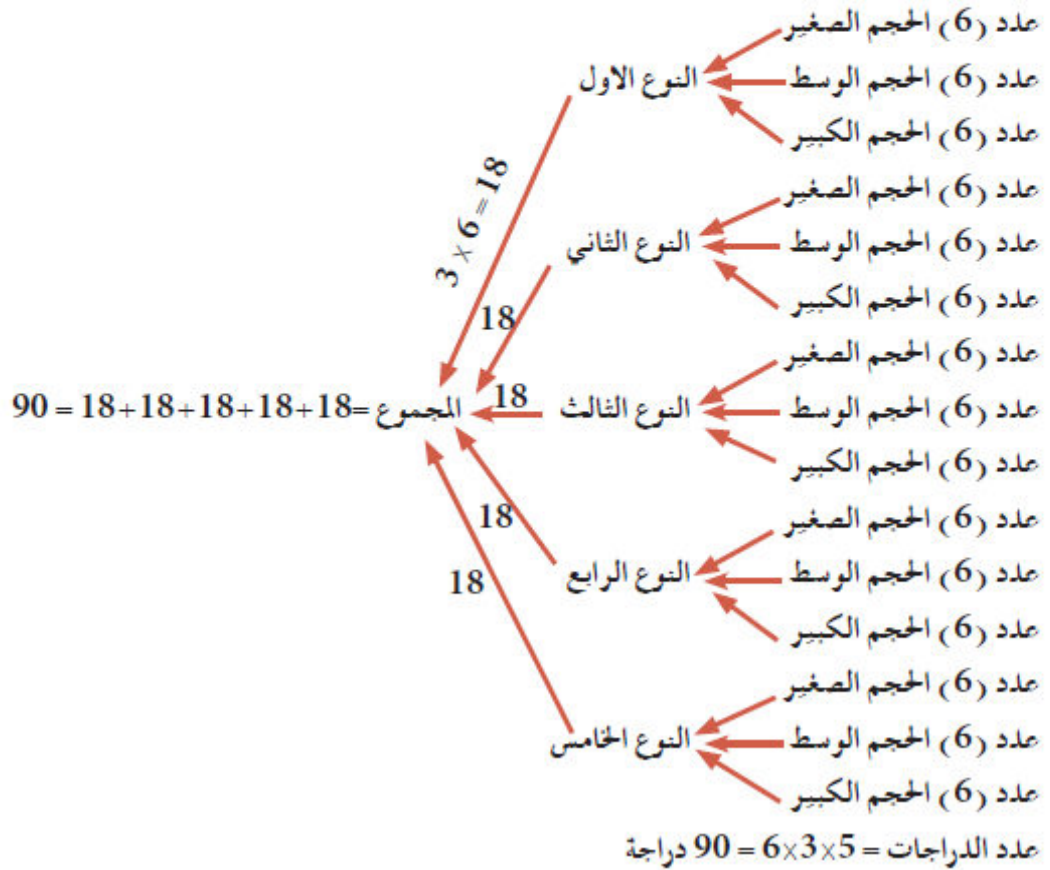 عدد (6) الحجم الصغير
عدد (6) الحجم الوسط
النوع الاول
عدد (6) الحجم الكبير
3 × 6 = 18
عدد (6) الحجم الصغير
عدد (6) الحجم الوسط
النوع الثاني
عدد (6) الحجم الكبير
18
عدد (6) الحجم الصغير
عدد (6) الحجم الوسط
النوع الثالث
18
المجموع =18+18+18+18+18 = 90
عدد (6) الحجم الكبير
عدد (6) الحجم الصغير
18
عدد (6) الحجم الوسط
النوع الرابع
18
عدد (6) الحجم الكبير
عدد (6) الحجم الصغير
عدد (6) الحجم الوسط
النوع الخامس
عدد (6) الحجم الكبير
عدد الدراجات = 5×3×6 = 90 دراجة